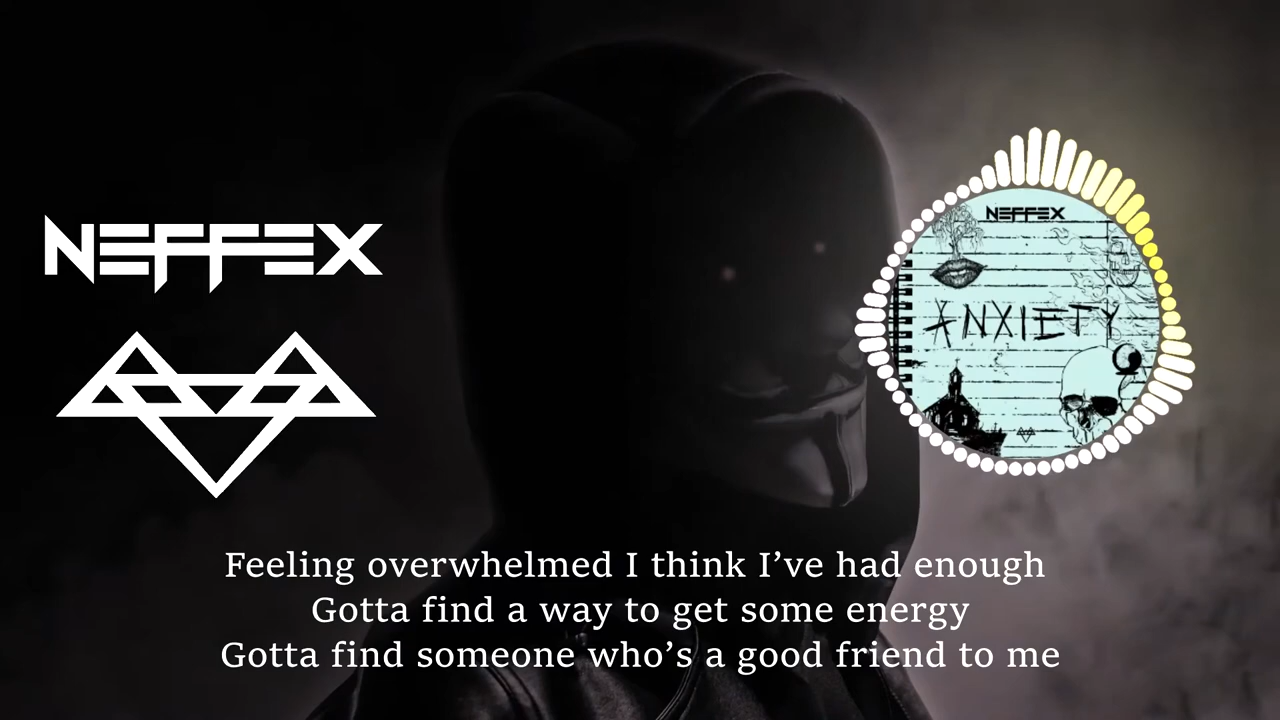 NEFFEX
NEFFEX
ANXIETY
Feeling overwhelmed I think I’ve had enough
Gotta find a way to get some energy
Gotta find someone who’s a good friend to me